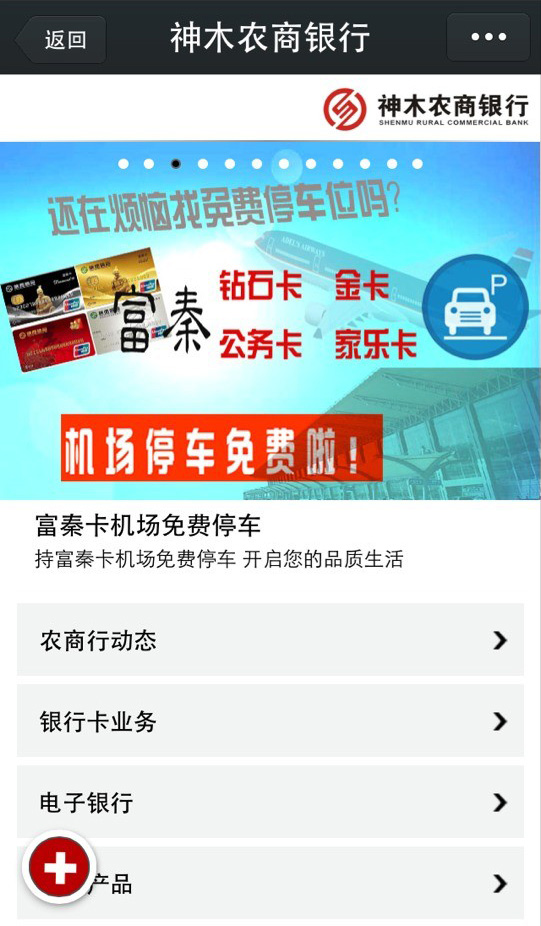 返回
神木农商银行
神木农商银行
SHENMU RURAL COMMERCIAL BANK
还在烦恼找免费停车位吗?
富秦
钻石卡 金卡
公务卡 家乐卡
P
机场停车免费啦!
富秦卡机场免费停车
持富秦卡机场免费停车 开启您的品质生活
农商行动态
银行卡业务
电子银行
产品